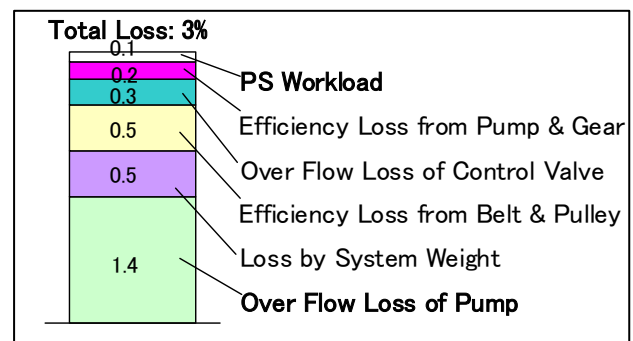 Total Loss: 3%
0.1
PS Workload
0.2
Efficiency Loss from Pump & Gear
0.3
Over Flow Loss of Control Valve
0.5
Efficiency Loss from Belt & Pulley
0.5
Loss by System Weight
1.4
Over Flow Loss of Pump